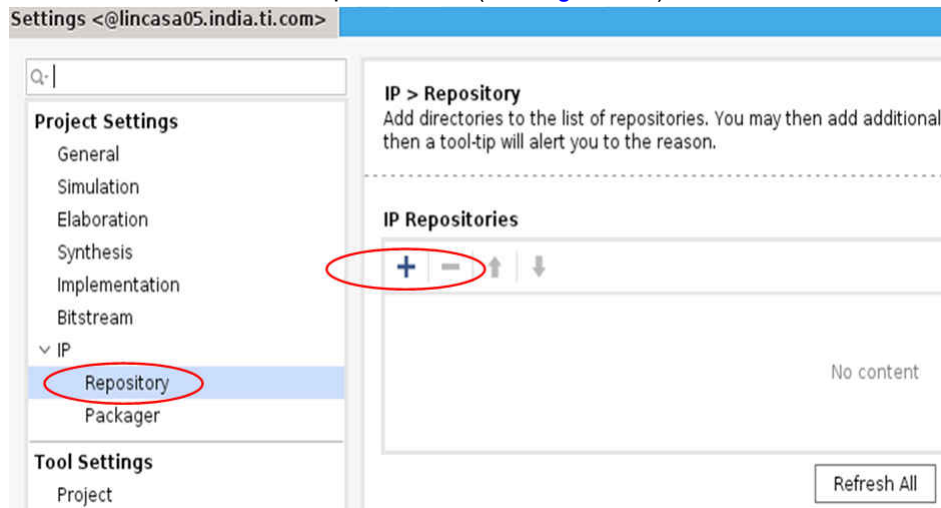 Settings <@lincasa05.india.ti.com>
Q-
Project Settings
General
Simulation
Elaboration
Synthesis
Implementation
Bitstream
IP
Repository
Packager
Tool Settings
Project
IP > Repository
Add directories to the list of repositories. You may then add additional
then a tool-tip will alert you to the reason.
IP Repositories
No content
Refresh All